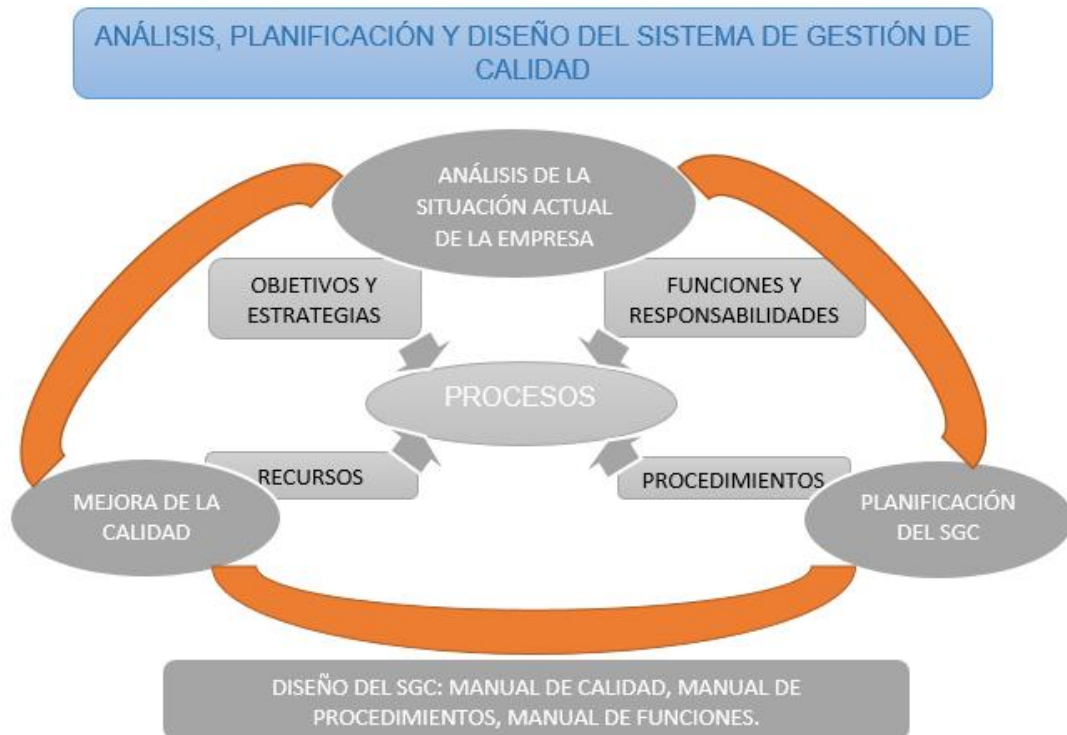 ANÁLISIS, PLANIFICACIÓN Y DISEÑO DEL SISTEMA DE GESTIÓN DE
CALIDAD
ANÁLISIS DE LA
SITUACIÓN ACTUAL
DE LA EMPRESA
OBJETIVOS Y
ESTRATEGIAS
FUNCIONES Y
RESPONSABILIDADES
PROCESOS
RECURSOS
PROCEDIMIENTOS
MEJORA DE LA
CALIDAD
PLANIFICACIÓN
DEL SGC
DISEÑO DEL SGC: MANUAL DE CALIDAD, MANUAL DE
PROCEDIMIENTOS, MANUAL DE FUNCIONES.